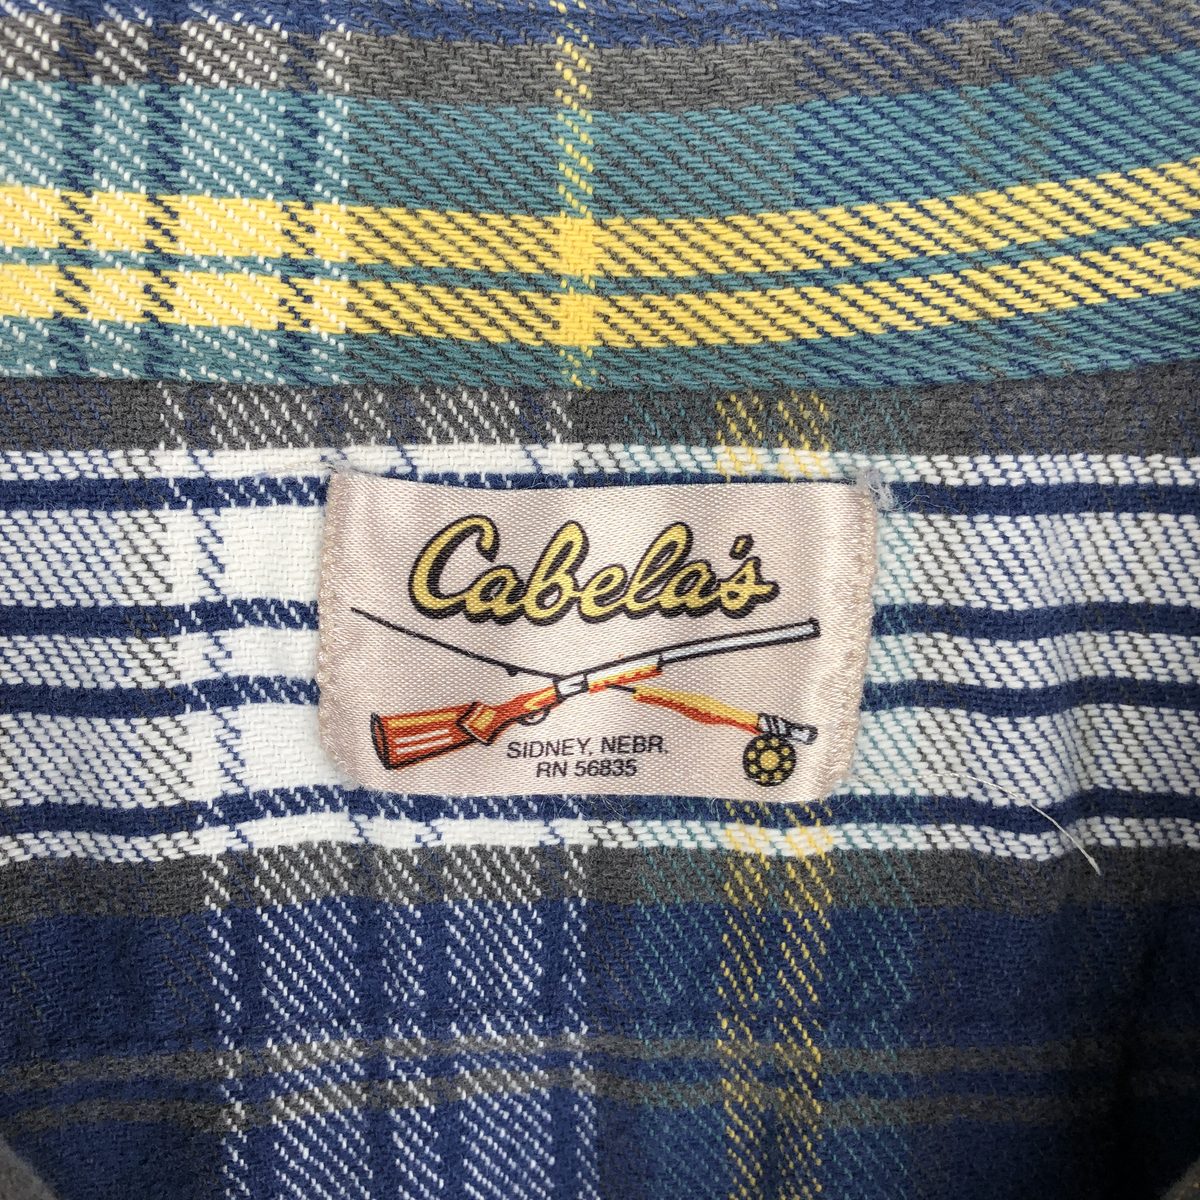 Cabela's
SIDNEY, NEBR.
RN 56835